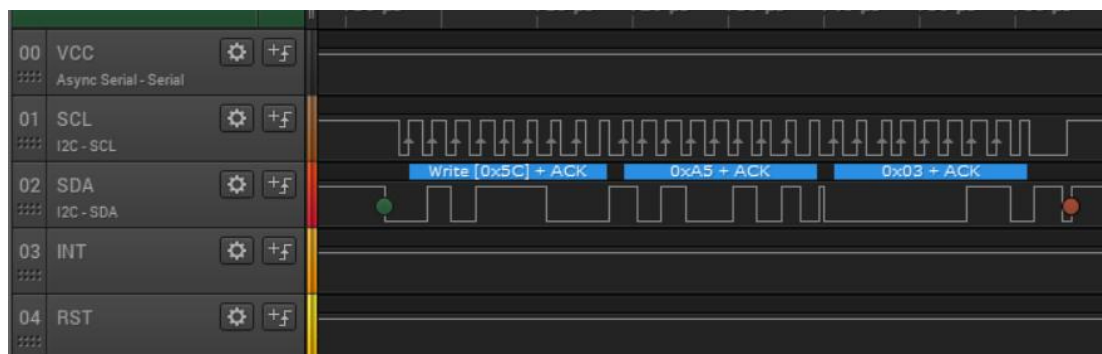 00 VCC
Async Serial - Serial
01 SCL
I2C - SCL
Write [0x5C] + ACK 0xA5 + ACK 0x03 + ACK
02 SDA
I2C - SDA
03 INT
04 RST